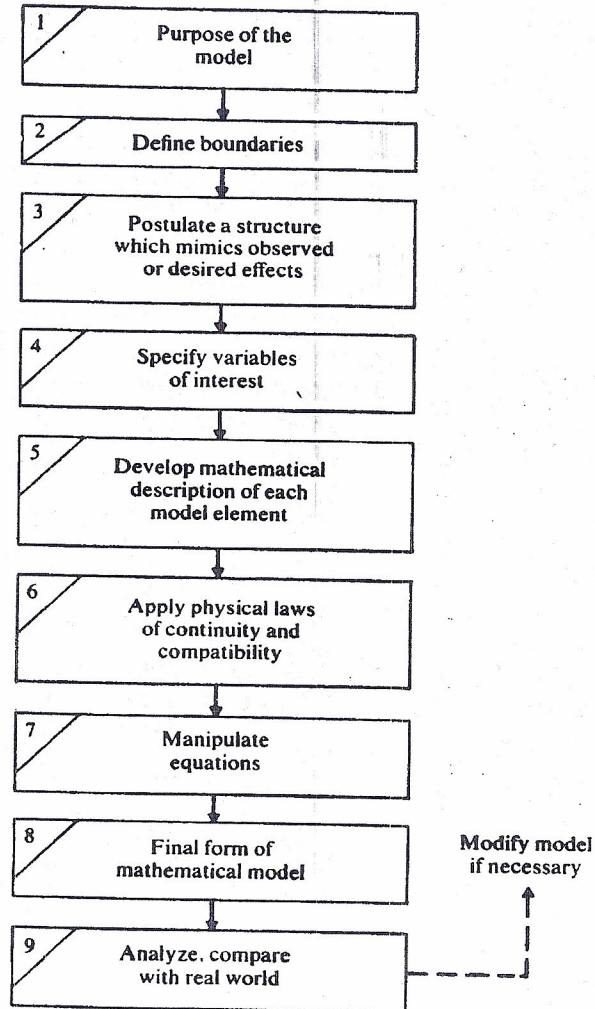 1
Purpose of the
model
2
Define boundaries
3
Postulate a structure
which mimics observed
or desired effects
4
Specify variables
of interest
5
Develop mathematical
description of each
model element
6
Apply physical laws
of continuity and
compatibility
7
Manipulate
equations
8
Final form of
mathematical model
Modify model
if necessary
9
Analyze, compare
with real world